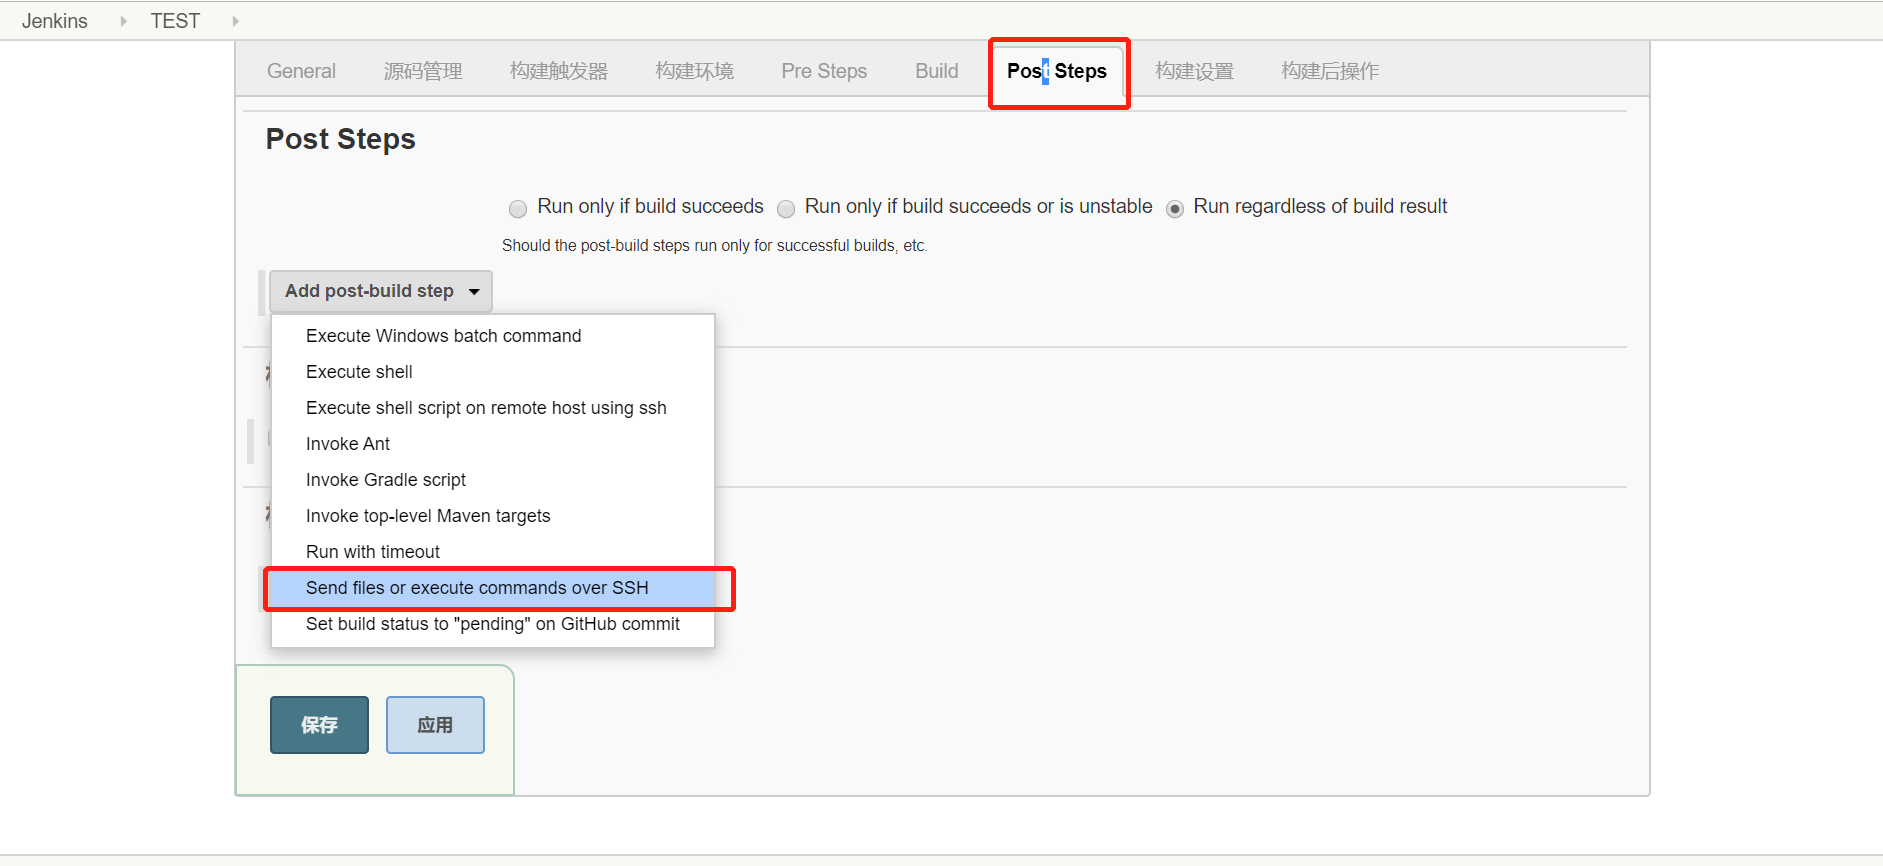 Jenkins TEST
General 源码管理 构建触发器 构建环境 Pre Steps Build Post Steps 构建设置 构建后操作
Post Steps
Run only if build succeeds Run only if build succeeds or is unstable Run regardless of build result
Should the post-build steps run only for successful builds, etc.
Add post-build step
Execute Windows batch command
Execute shell
Execute shell script on remote host using ssh
Invoke Ant
Invoke Gradle script
Invoke top-level Maven targets
Run with timeout
Send files or execute commands over SSH
Set build status to "pending" on GitHub commit
保存 应用